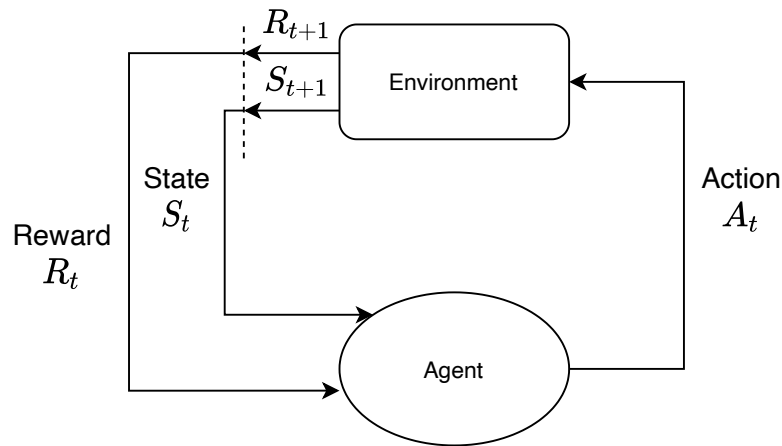 R_{t+1}
S_{t+1}
Environment
State
S_t
Action
A_t
Reward
R_t
Agent